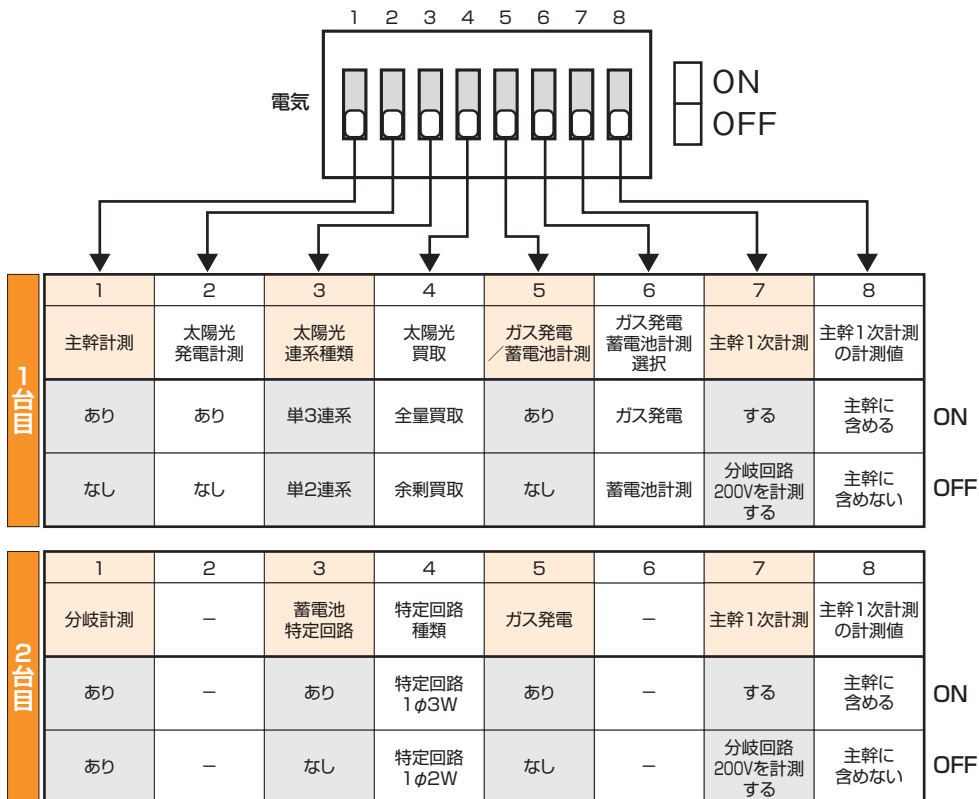 1 2 3 4 5 6 7 8
電気
ON
OFF
1台目
1 2 3 4 5 6 7 8
主幹計測
太陽光
発電計測
太陽光
連系種類
太陽光
買取
ガス発電
／蓄電池計測
ガス発電
蓄電池計測
選択
主幹1次計測
主幹1次計測
の計測値
あり
あり
単3連系
全量買取
あり
ガス発電
する
主幹に
含める
ON
なし
なし
単2連系
余剰買取
なし
蓄電池計測
分岐回路
200Vを計測
する
主幹に
含めない
OFF
2台目
1 2 3 4 5 6 7 8
分岐計測
－
蓄電池
特定回路
特定回路
種類
ガス発電
－
主幹1次計測
主幹1次計測
の計測値
あり
－
あり
特定回路
1φ3W
あり
－
する
主幹に
含める
ON
あり
－
なし
特定回路
1φ2W
なし
－
分岐回路
200Vを計測
する
主幹に
含めない
OFF